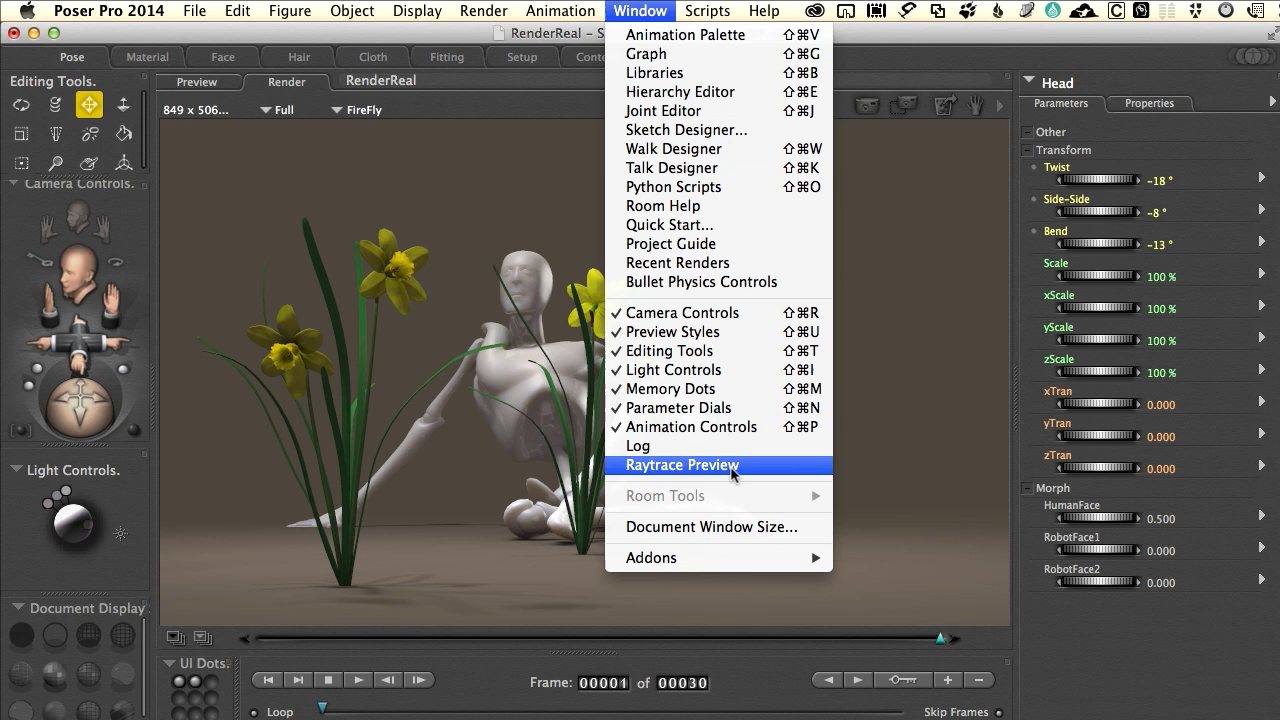 Poser Pro 2014 File Edit Figure Object Display Render Animation Window Scripts Help
RenderReal - S
Pose Material Face Hair Cloth Fitting Setup Conte
Editing Tools.
Preview Render RenderReal
849 x 506... Full FireFly
Camera Controls.
Light Controls.
Document Display
Animation Palette ⇧⌘V
Graph ⇧⌘G
Libraries ⇧⌘B
Hierarchy Editor ⇧⌘E
Joint Editor ⇧⌘J
Sketch Designer...
Walk Designer ⇧⌘W
Talk Designer ⇧⌘K
Python Scripts ⇧⌘O
Room Help
Quick Start...
Project Guide
Recent Renders
Bullet Physics Controls
✓ Camera Controls ⇧⌘R
✓ Preview Styles ⇧⌘U
✓ Editing Tools ⇧⌘T
✓ Light Controls ⇧⌘I
✓ Memory Dots ⇧⌘M
✓ Parameter Dials ⇧⌘N
✓ Animation Controls ⇧⌘P
Log
Raytrace Preview
Room Tools
Document Window Size...
Addons
Head
Parameters Properties
Other
Transform
Twist
-18 °
Side-Side
-8 °
Bend
-13 °
Scale
100 %
xScale
100 %
yScale
100 %
zScale
100 %
xTran
0.000
yTran
0.000
zTran
0.000
Morph
HumanFace
0.500
RobotFace1
0.000
RobotFace2
0.000
UI Dots.
Frame: 00001 of 00030
Loop Skip Frames